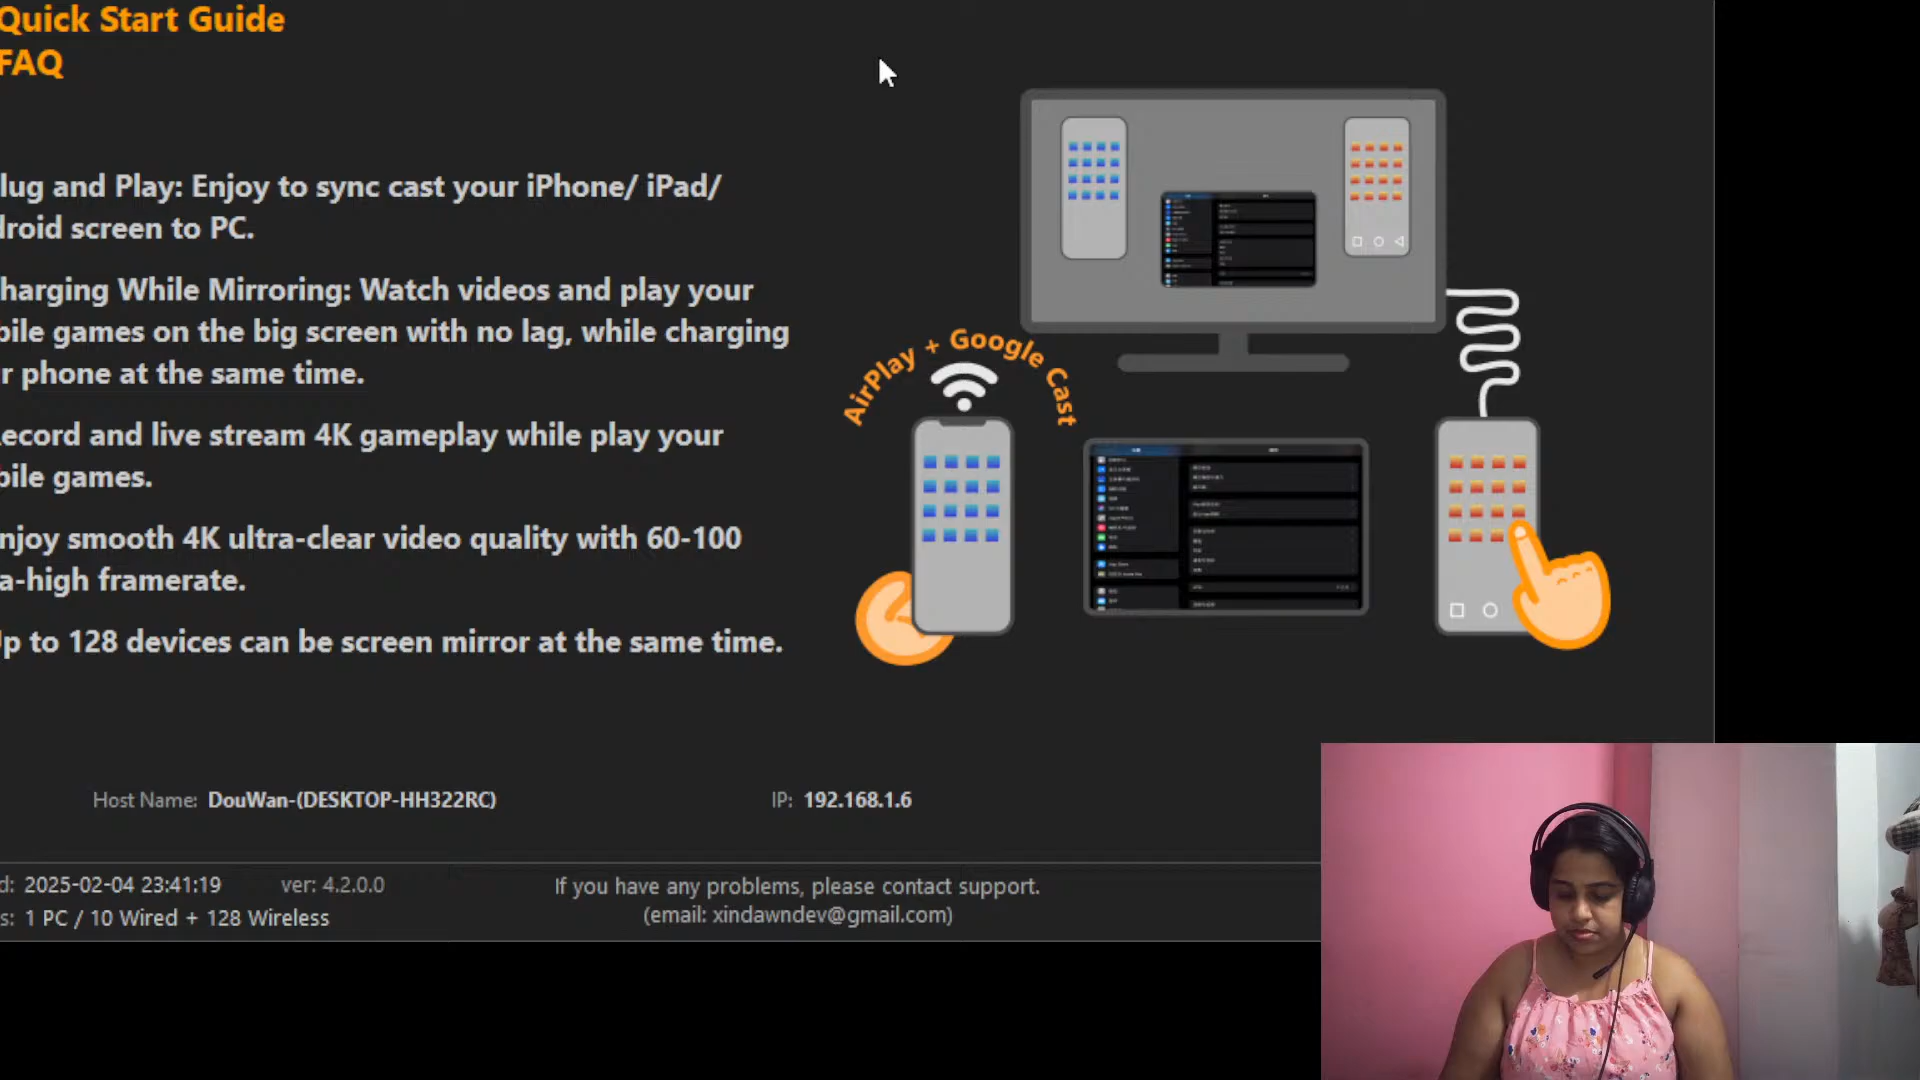 Quick Start Guide
FAQ
lug and Play: Enjoy to sync cast your iPhone/ iPad/
droid screen to PC.
harging While Mirroring: Watch videos and play your
bile games on the big screen with no lag, while charging
r phone at the same time.
ecord and live stream 4K gameplay while play your
bile games.
njoy smooth 4K ultra-clear video quality with 60-100
a-high framerate.
p to 128 devices can be screen mirror at the same time.
AirPlay + Google Cast
Host Name: DouWan-(DESKTOP-HH322RC)
IP: 192.168.1.6
d: 2025-02-04 23:41:19
ver: 4.2.0.0
s: 1 PC / 10 Wired + 128 Wireless
If you have any problems, please contact support.
(email: xindawndev@gmail.com)